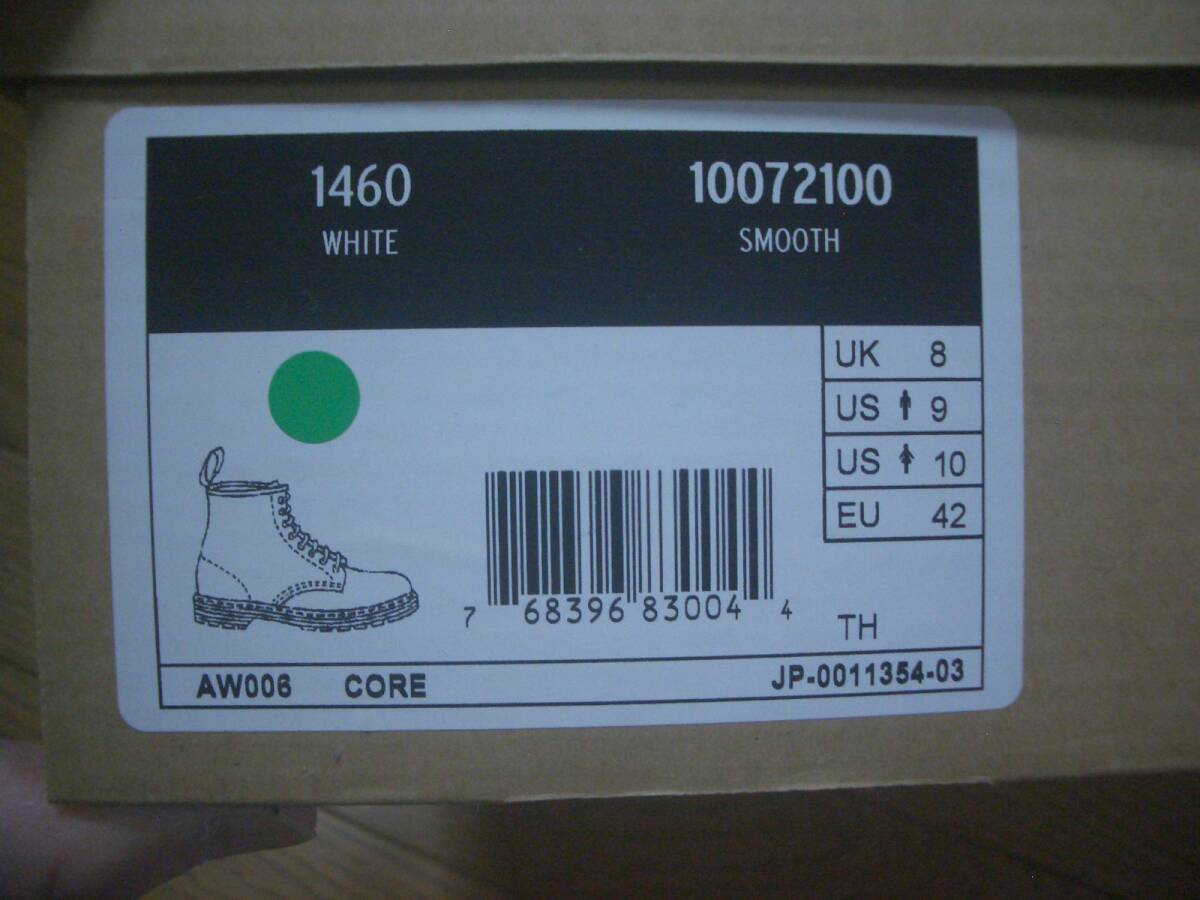 1460
WHITE
10072100
SMOOTH
UK 8
US 9
US 10
EU 42
7 68396 83004 4
TH
AW006 CORE JP-0011354-03